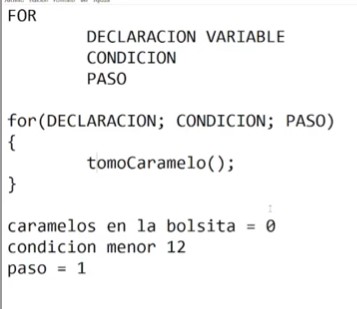 FOR
DECLARACION VARIABLE
CONDICION
PASO
for(DECLARACION; CONDICION; PASO)
{
tomoCaramelo();
}
caramelos en la bolsita = 0
condicion menor 12
paso = 1